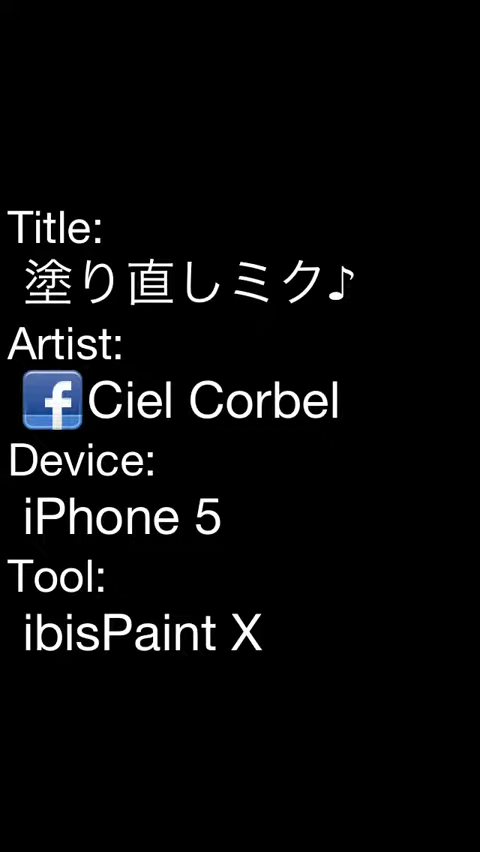 Title:
塗り直しミク♪
Artist:
Ciel Corbel
Device:
iPhone 5
Tool:
ibisPaint X